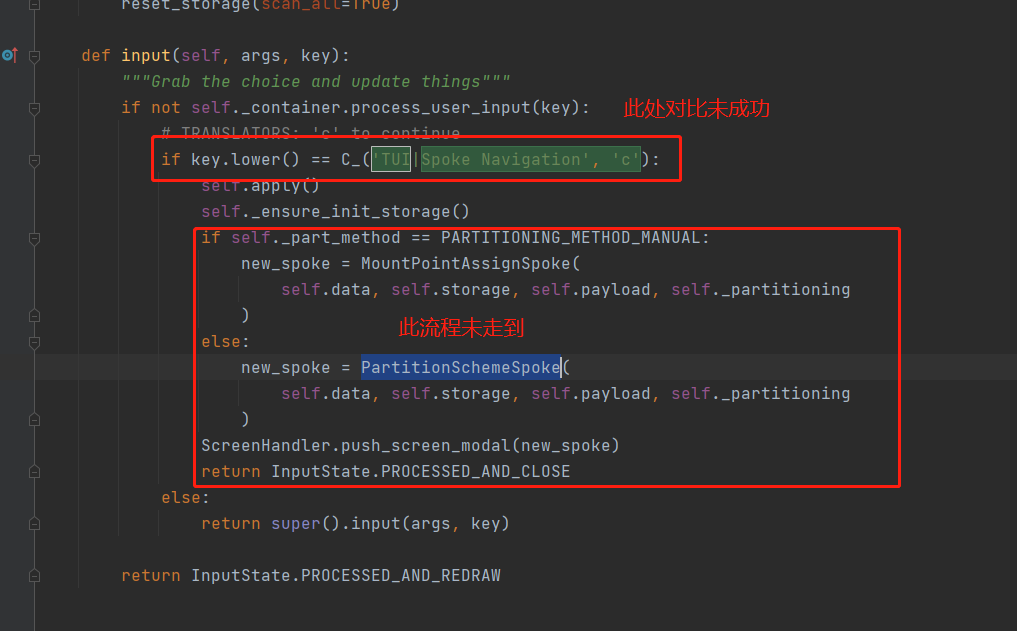 reset_storage(scan_all=True)
def input(self, args, key):
"""Grab the choice and update things"""
if not self._container.process_user_input(key): 此处对比未成功
# TRANSLATORS: 'c' to continue
if key.lower() == C_('TUI|Spoke Navigation', 'c'):
self.apply()
self._ensure_init_storage()
if self._part_method == PARTITIONING_METHOD_MANUAL:
new_spoke = MountPointAssignSpoke(
self.data, self.storage, self.payload, self._partitioning
)
此流程未走到
else:
new_spoke = PartitionSchemeSpoke(
self.data, self.storage, self.payload, self._partitioning
)
ScreenHandler.push_screen_modal(new_spoke)
return InputState.PROCESSED_AND_CLOSE
else:
return super().input(args, key)
return InputState.PROCESSED_AND_REDRAW